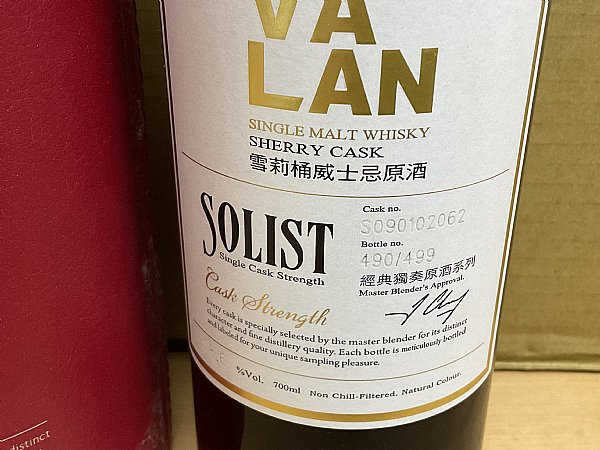 VA
LAN
SINGLE MALT WHISKY
SHERRY CASK
雪莉桶威士忌原酒
SOLIST
Single Cask Strength
Cask Strength
Cask no.
S090102062
Bottle no.
490/499
經典獨奏原酒系列
Master Blender's Approval.
Every cask is specially selected by the master blender for its distinct
character and fine distillery quality. Each bottle is meticulously bottled
and labeled for your unique sampling pleasure.
%Vol. 700ml Non Chill-Filtered. Natural Colour.
distinct